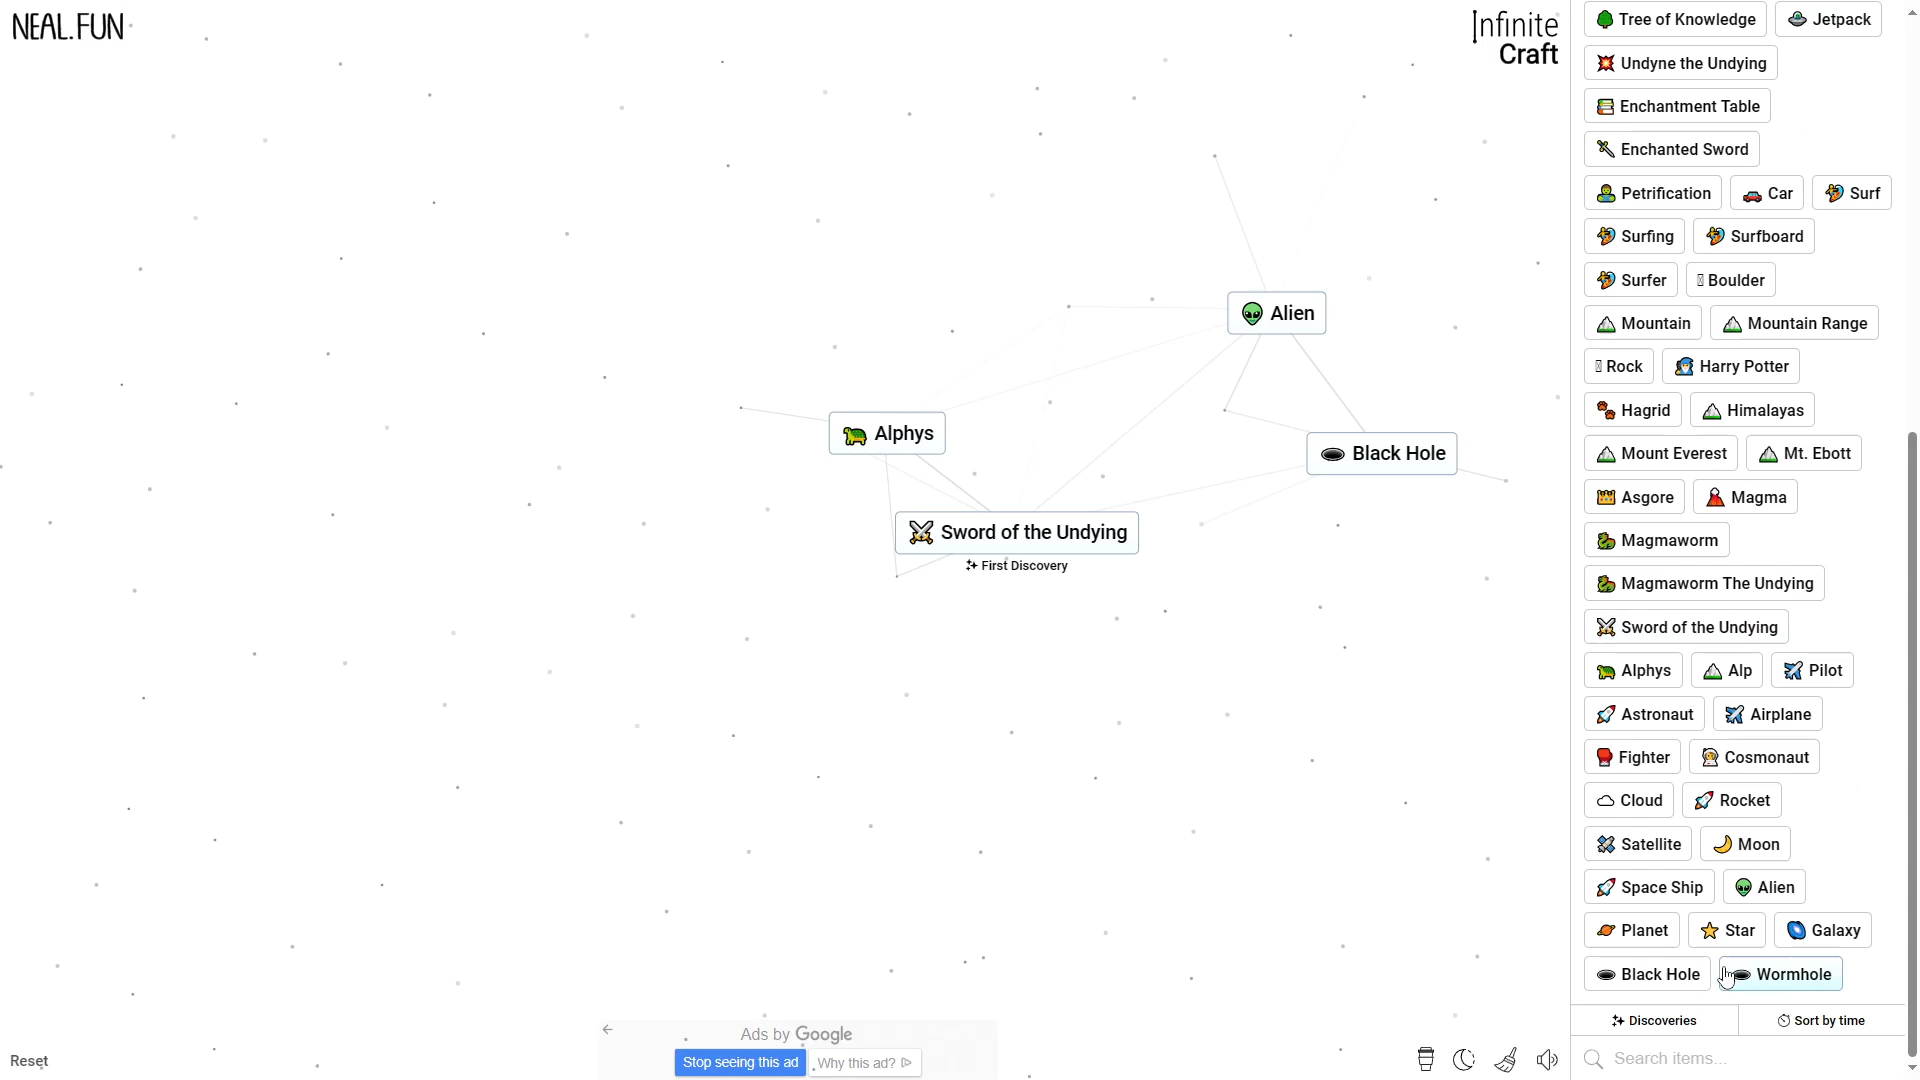 NEAL.FUN
Infinite
Craft
Alien
Alphys
Black Hole
Sword of the Undying
First Discovery
Tree of Knowledge
Jetpack
Undyne the Undying
Enchantment Table
Enchanted Sword
Petrification
Car
Surf
Surfing
Surfboard
Surfer
Boulder
Mountain
Mountain Range
Rock
Harry Potter
Hagrid
Himalayas
Mount Everest
Mt. Ebott
Asgore
Magma
Magmaworm
Magmaworm The Undying
Sword of the Undying
Alphys
Alp
Pilot
Astronaut
Airplane
Fighter
Cosmonaut
Cloud
Rocket
Satellite
Moon
Space Ship
Alien
Planet
Star
Galaxy
Black Hole
Wormhole
Discoveries
Sort by time
Search items...
Ads by Google
Stop seeing this ad
Why this ad?
Reset